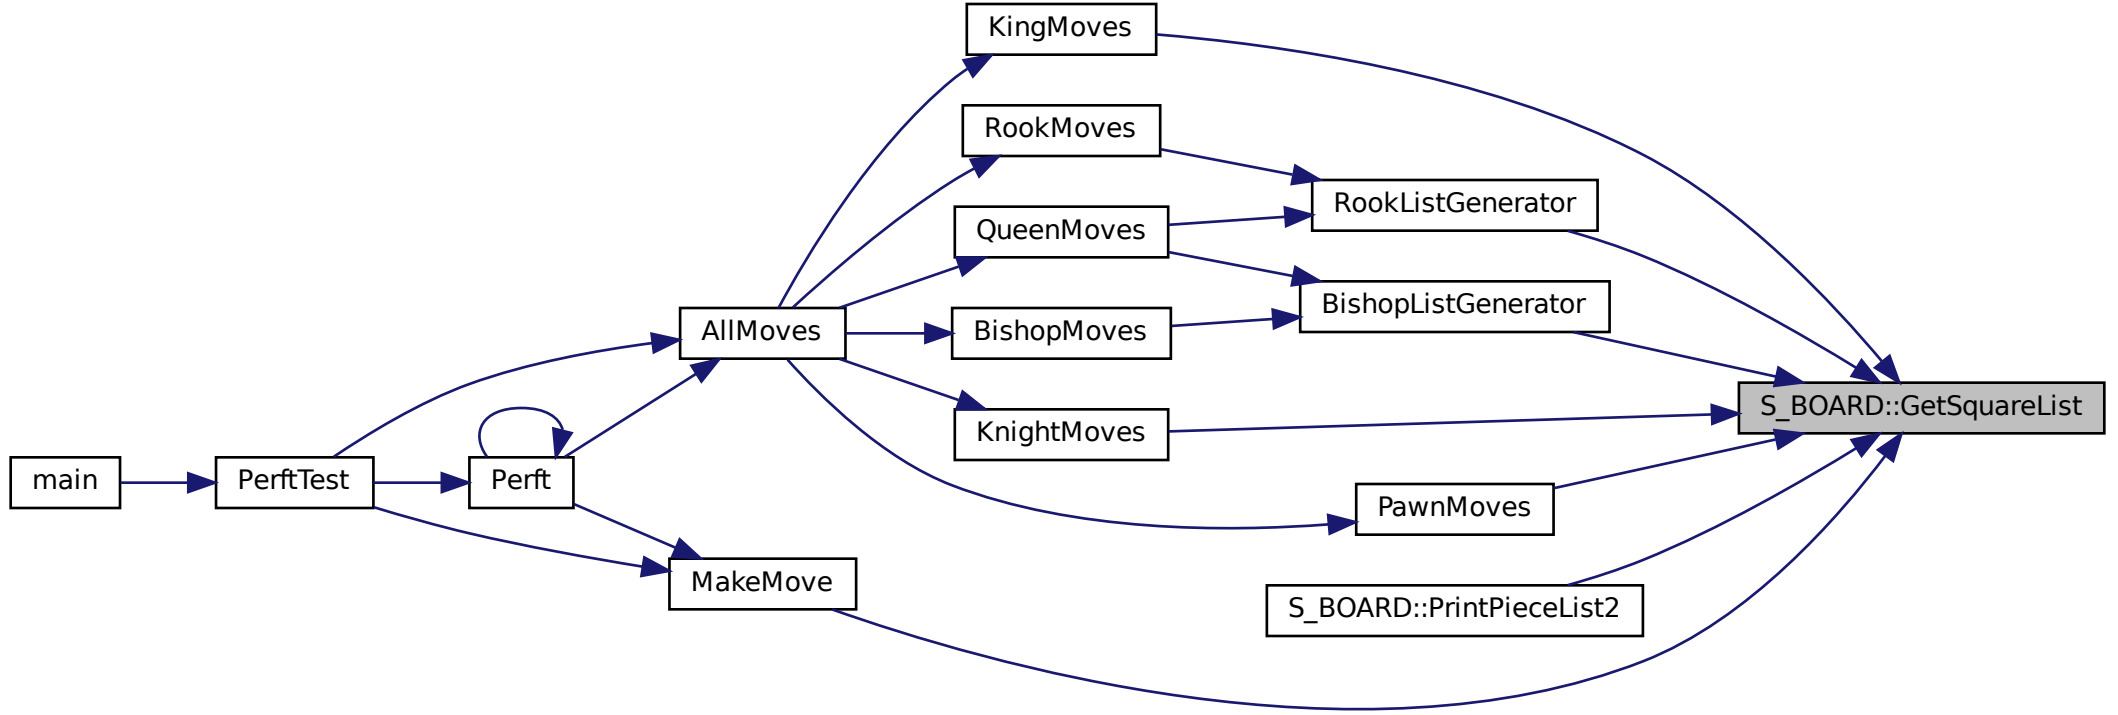 KingMoves
RookMoves
RookListGenerator
QueenMoves
BishopListGenerator
AllMoves
BishopMoves
S_BOARD::GetSquareList
KnightMoves
main
PerftTest
Perft
PawnMoves
MakeMove
S_BOARD::PrintPieceList2